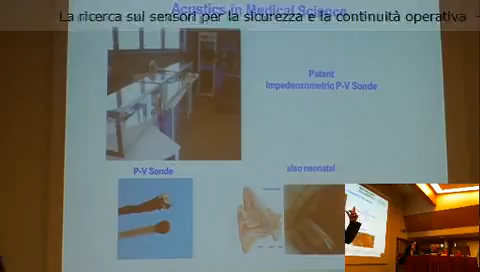 Acustics in Medical Science
La ricerca sui sensori per la sicurezza e la continuità operativa -
Patent
Impedenzometric P-V Sonde
P-V Sonde
also neonatal